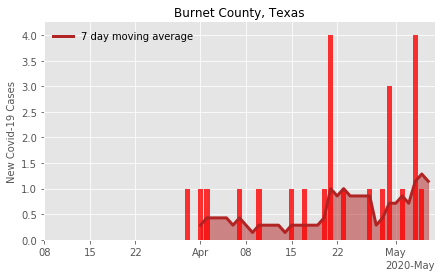 Burnet County, Texas
7 day moving average
New Covid-19 Cases
4.0
3.5
3.0
2.5
2.0
1.5
1.0
0.5
0.0
08 15 22 Apr 08 15 22 May
2020-May